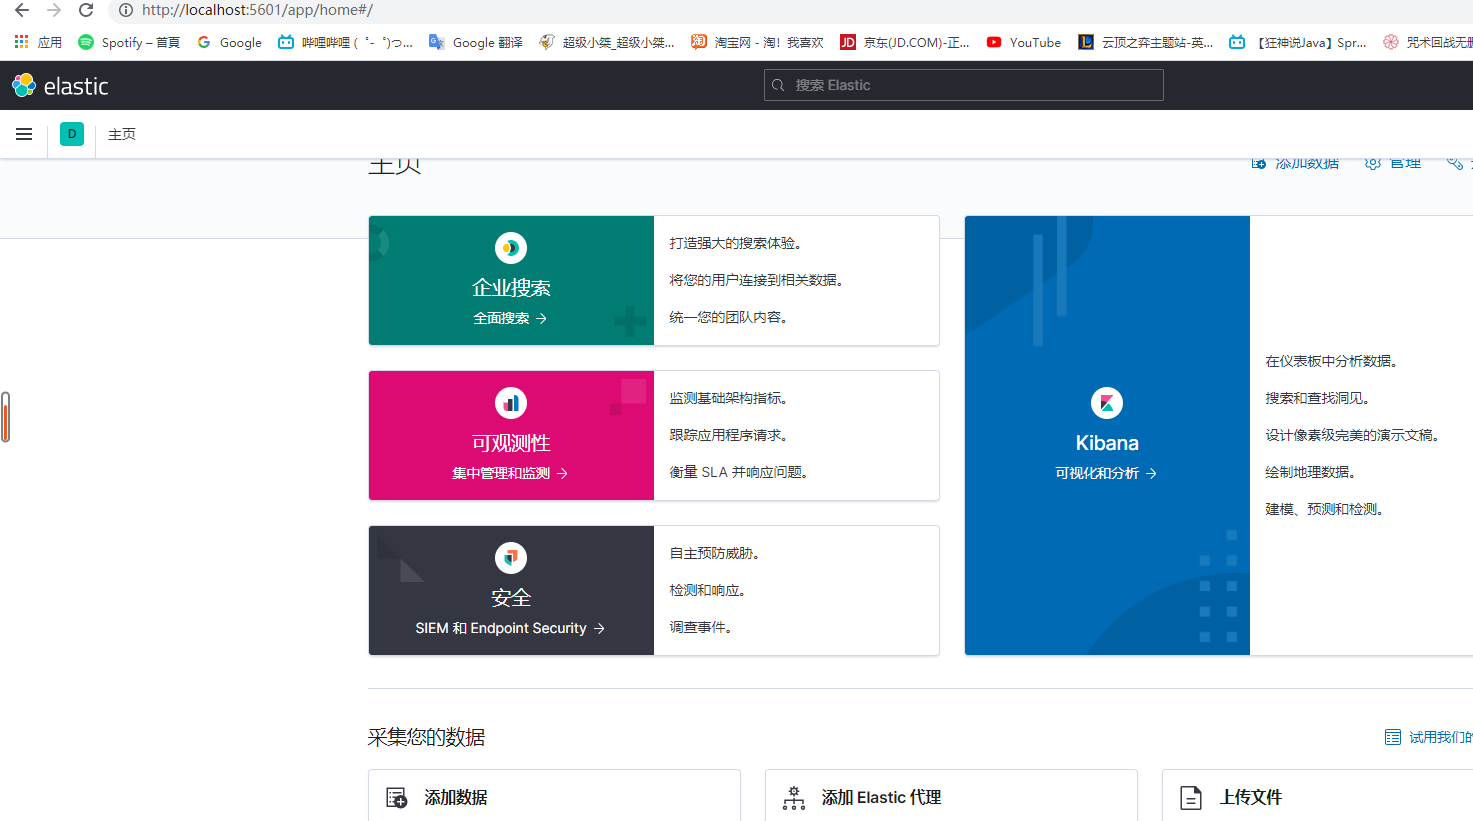 http://localhost:5601/app/home#/
应用 Spotify – 首頁 Google 哔哩哔哩 ( ゜- ゜)つ... Google 翻译 超级小桀_超级小桀... 淘宝网 - 淘！我喜欢 京东(JD.COM)-正... YouTube 云顶之弈主题站-英... 【狂神说Java】Spr... 咒术回战无删
elastic
搜索 Elastic
D 主页
主页
添加数据 管理
企业搜索
全面搜索
打造强大的搜索体验。
将您的用户连接到相关数据。
统一您的团队内容。
可观测性
集中管理和监测
监测基础架构指标。
跟踪应用程序请求。
衡量 SLA 并响应问题。
安全
SIEM 和 Endpoint Security
自主预防威胁。
检测和响应。
调查事件。
Kibana
可视化和分析
在仪表板中分析数据。
搜索和查找洞见。
设计像素级完美的演示文稿。
绘制地理数据。
建模、预测和检测。
采集您的数据
试用我们的
添加数据
添加 Elastic 代理
上传文件